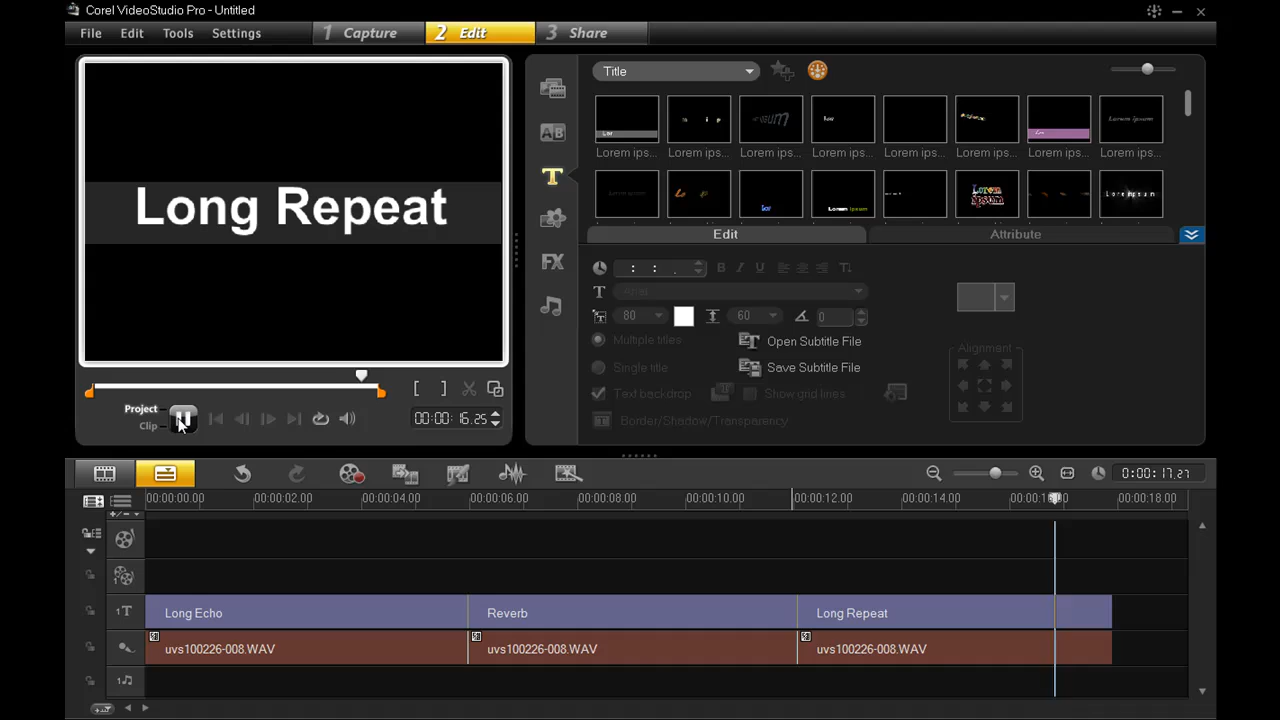 Corel VideoStudio Pro - Untitled
File Edit Tools Settings 1 Capture 2 Edit 3 Share
Long Repeat
Title
Lorem ips... Lorem ips... Lorem ips... Lorem ips... Lorem ips... Lorem ips... Lorem ips... Lorem ips...
Edit Attribute
: : . B I U
Arial
80 60 0
Multiple titles Open Subtitle File
Single title Save Subtitle File
Text backdrop Show grid lines
Border/Shadow/Transparency
Alignment
Project
Clip
00:00:16.25
0:00:17.27
00:00:00.00 00:00:02.00 00:00:04.00 00:00:06.00 00:00:08.00 00:00:10.00 00:00:12.00 00:00:14.00 00:00:18.00
Long Echo Reverb Long Repeat
uvs100226-008.WAV uvs100226-008.WAV uvs100226-008.WAV